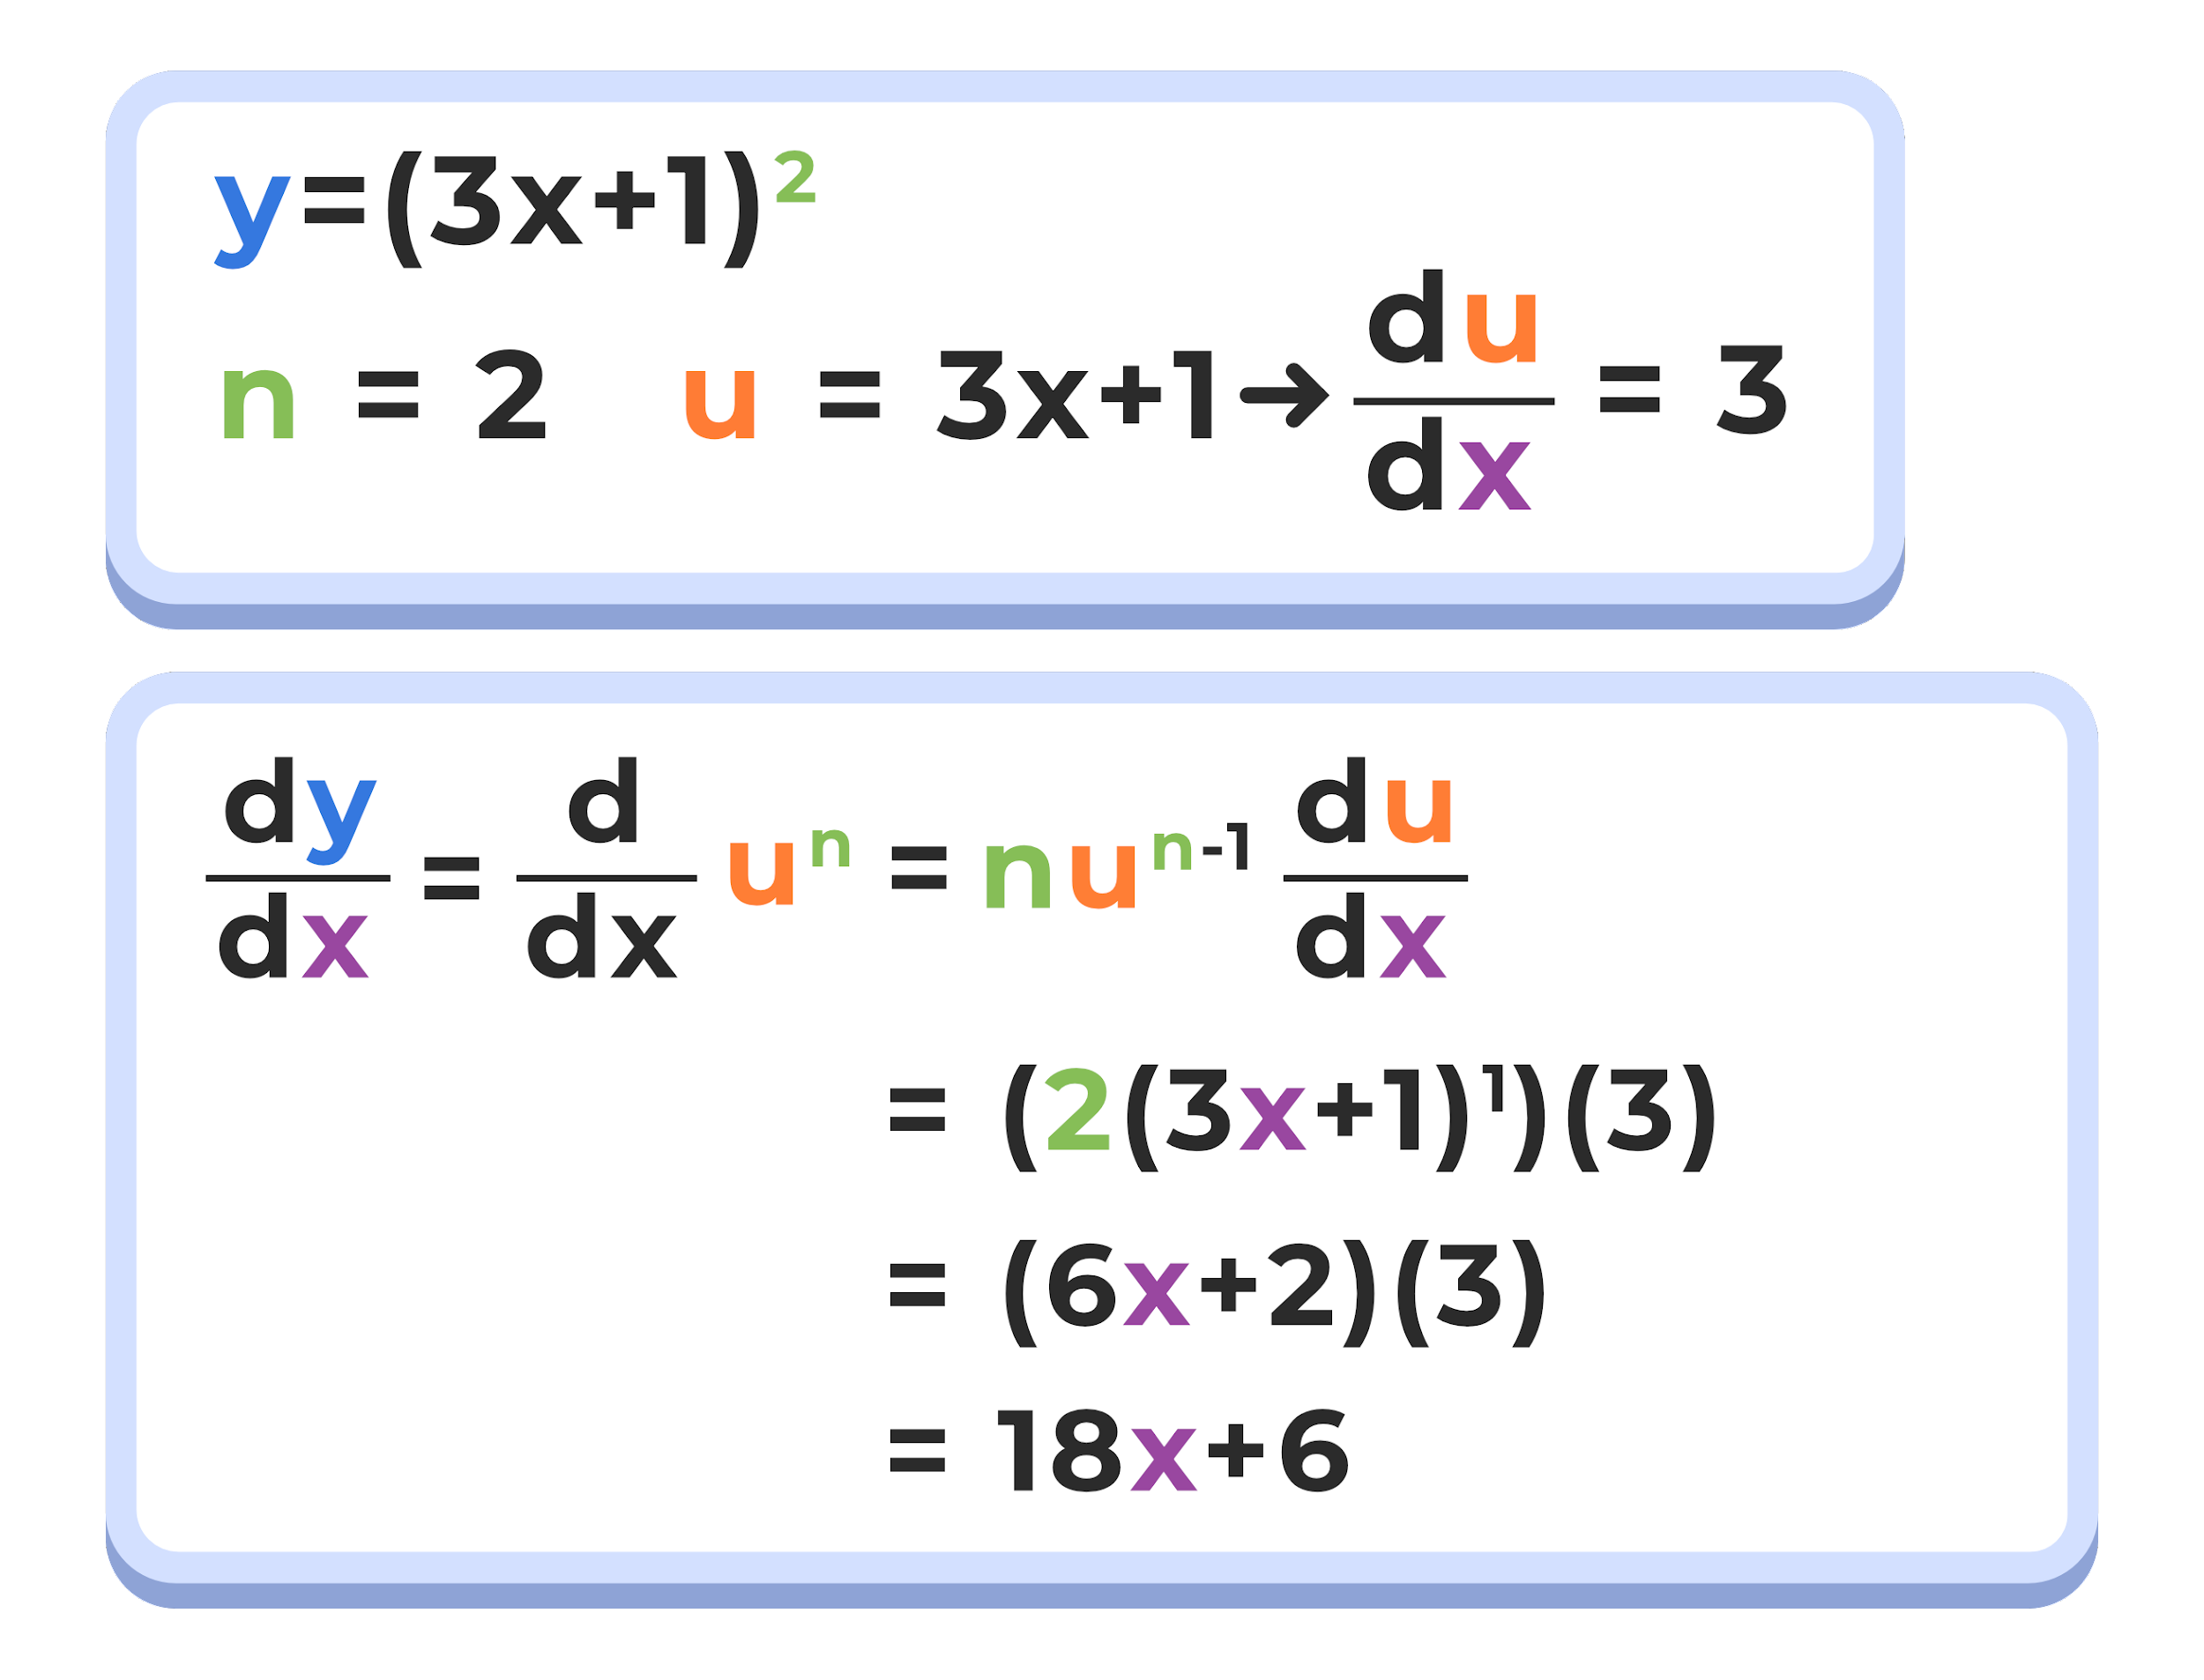 y=(3x+1)²
n = 2 u = 3x+1→du/dx = 3
dy/dx = d/dx uⁿ = nuⁿ⁻¹ du/dx
= (2(3x+1)¹)(3)
= (6x+2)(3)
= 18x+6